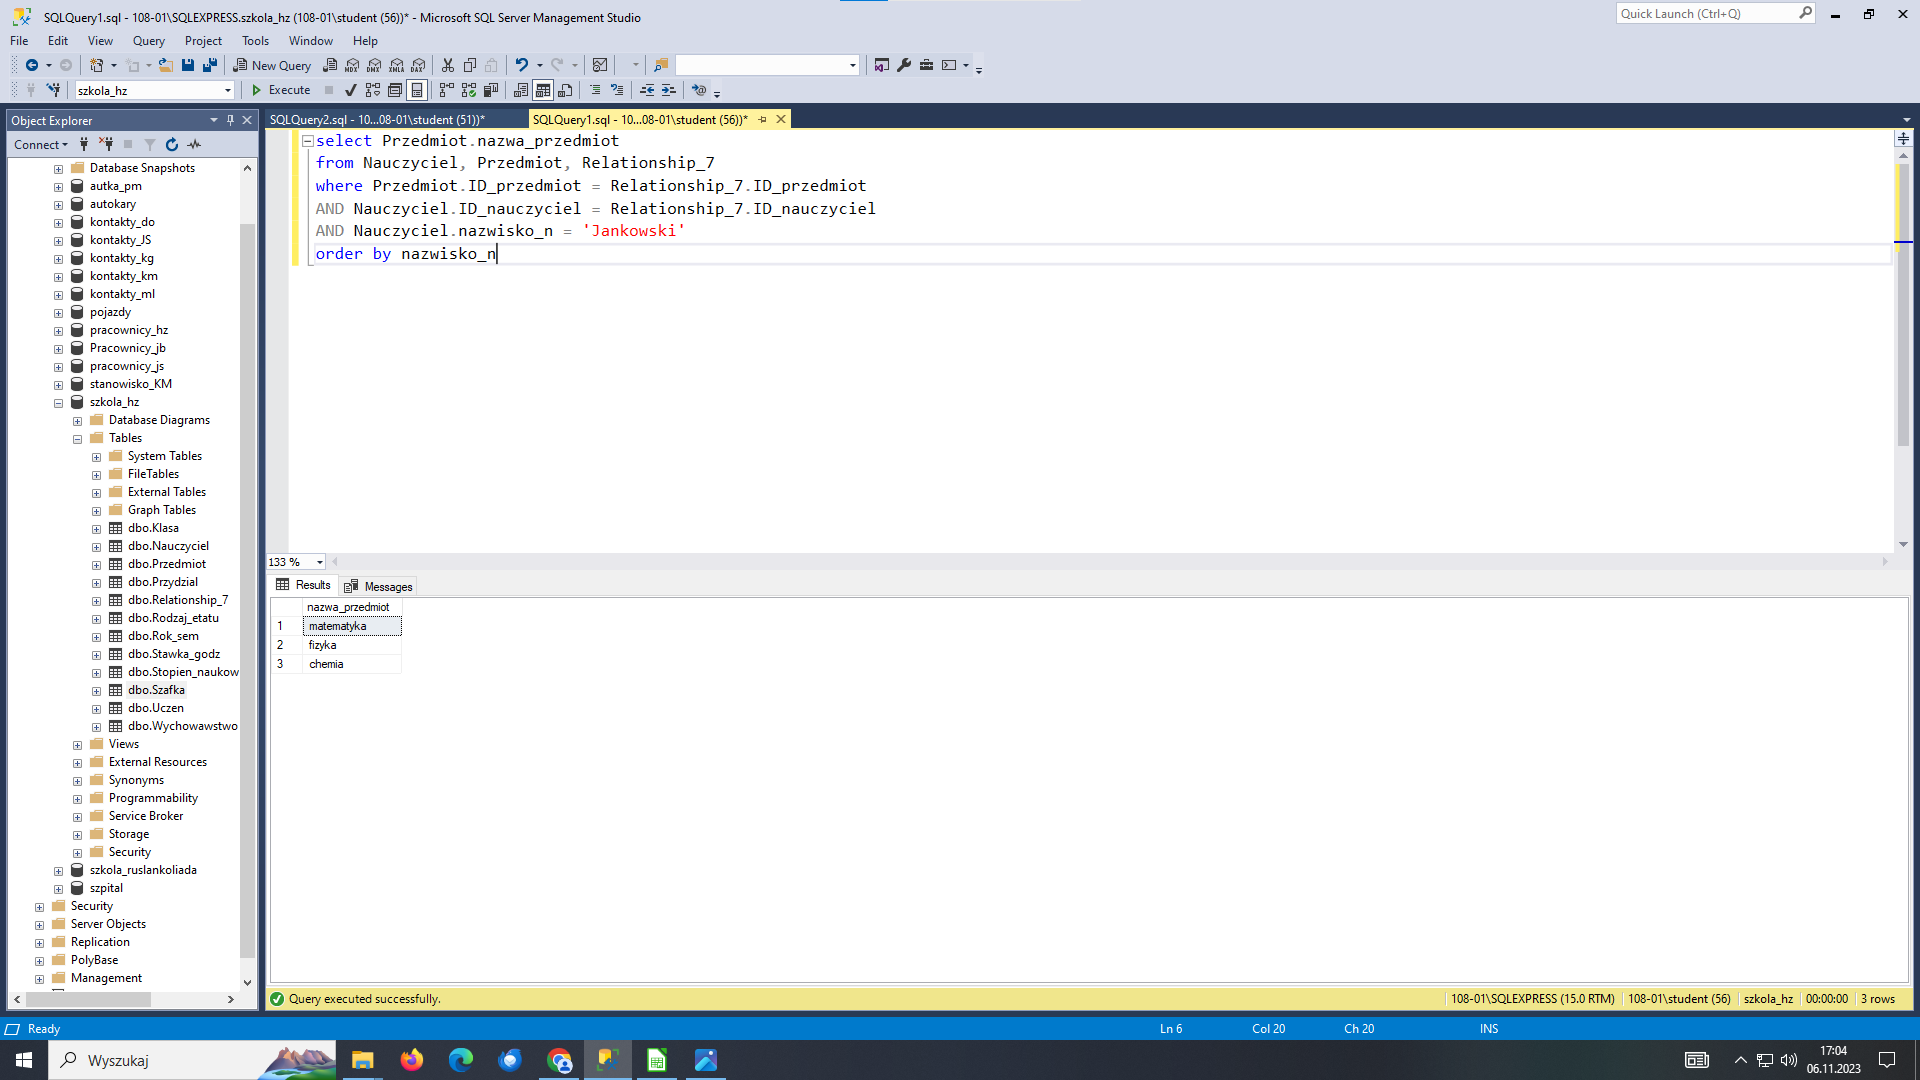 SQLQuery1.sql - 108-01\SQLEXPRESS.szkola_hz (108-01\student (56))* - Microsoft SQL Server Management Studio
Quick Launch (Ctrl+Q)
File Edit View Query Project Tools Window Help
New Query
MDX DMX XMLA DAX
szkola_hz
Execute
Object Explorer
Connect
Database Snapshots
autka_pm
autokary
kontakty_do
kontakty_JS
kontakty_kg
kontakty_km
kontakty_ml
pojazdy
pracownicy_hz
Pracownicy_jb
pracownicy_js
stanowisko_KM
szkola_hz
Database Diagrams
Tables
System Tables
FileTables
External Tables
Graph Tables
dbo.Klasa
dbo.Nauczyciel
dbo.Przedmiot
dbo.Przydzial
dbo.Relationship_7
dbo.Rodzaj_etatu
dbo.Rok_sem
dbo.Stawka_godz
dbo.Stopien_naukow
dbo.Szafka
dbo.Uczen
dbo.Wychowawstwo
Views
External Resources
Synonyms
Programmability
Service Broker
Storage
Security
szkola_ruslankoliada
szpital
Security
Server Objects
Replication
PolyBase
Management
SQLQuery2.sql - 10...08-01\student (51))*
SQLQuery1.sql - 10...08-01\student (56))*
select Przedmiot.nazwa_przedmiot
from Nauczyciel, Przedmiot, Relationship_7
where Przedmiot.ID_przedmiot = Relationship_7.ID_przedmiot
AND Nauczyciel.ID_nauczyciel = Relationship_7.ID_nauczyciel
AND Nauczyciel.nazwisko_n = 'Jankowski'
order by nazwisko_n
133 %
Results Messages
nazwa_przedmiot
1 matematyka
2 fizyka
3 chemia
Query executed successfully.
108-01\SQLEXPRESS (15.0 RTM) 108-01\student (56) szkola_hz 00:00:00 3 rows
Ready
Ln 6 Col 20 Ch 20 INS
Wyszukaj
17:04
06.11.2023